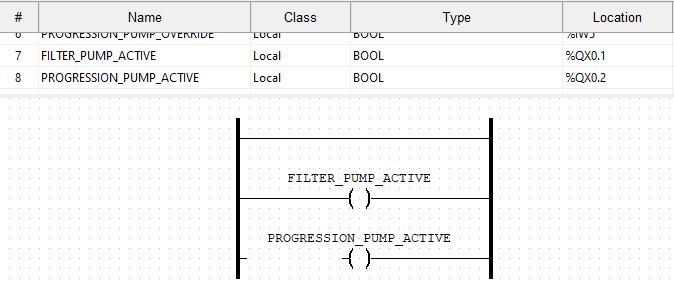 # Name Class Type Location
6 PROGRESSION_PUMP_OVERRIDE Local BOOL %IW5
7 FILTER_PUMP_ACTIVE Local BOOL %QX0.1
8 PROGRESSION_PUMP_ACTIVE Local BOOL %QX0.2
FILTER_PUMP_ACTIVE
PROGRESSION_PUMP_ACTIVE